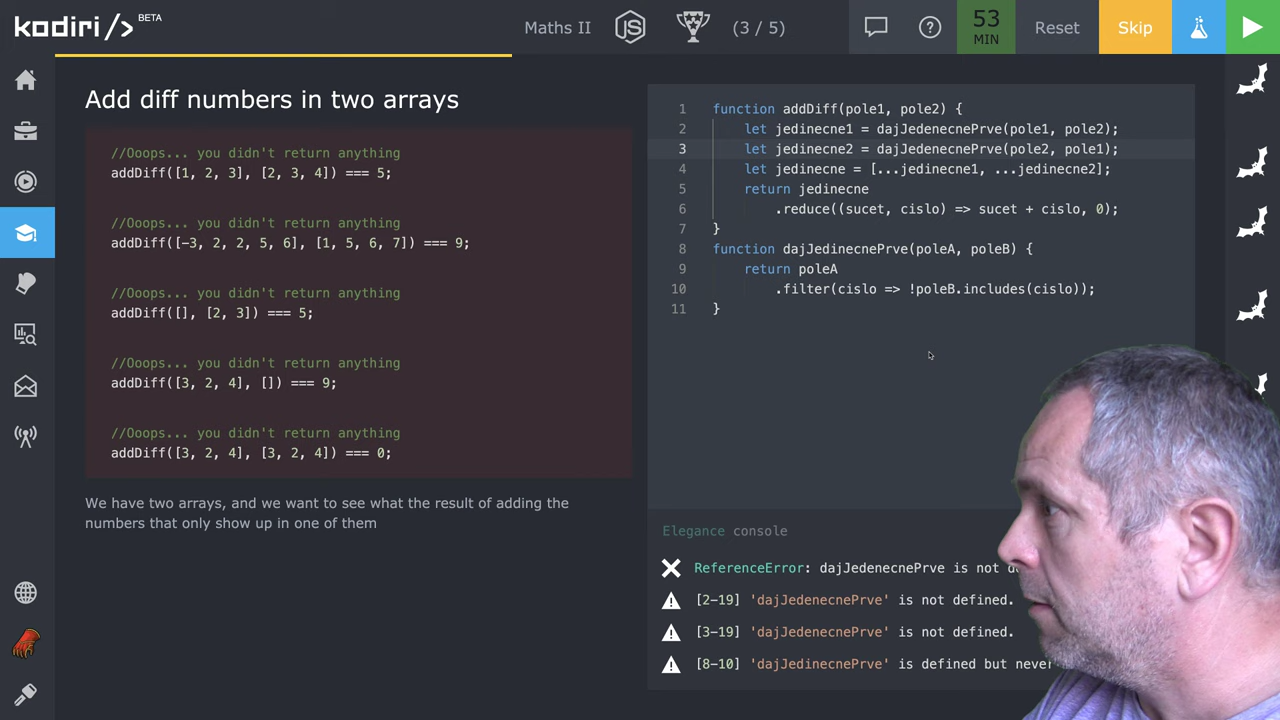 kodiri/> BETA
Maths II
JS
(3 / 5)
53
MIN
Reset
Skip
Add diff numbers in two arrays
//Ooops... you didn't return anything
addDiff([1, 2, 3], [2, 3, 4]) === 5;
//Ooops... you didn't return anything
addDiff([-3, 2, 2, 5, 6], [1, 5, 6, 7]) === 9;
//Ooops... you didn't return anything
addDiff([], [2, 3]) === 5;
//Ooops... you didn't return anything
addDiff([3, 2, 4], []) === 9;
//Ooops... you didn't return anything
addDiff([3, 2, 4], [3, 2, 4]) === 0;
We have two arrays, and we want to see what the result of adding the
numbers that only show up in one of them
1 function addDiff(pole1, pole2) {
2 let jedinecne1 = dajJedenecnePrve(pole1, pole2);
3 let jedinecne2 = dajJedenecnePrve(pole2, pole1);
4 let jedinecne = [...jedinecne1, ...jedinecne2];
5 return jedinecne
6 .reduce((sucet, cislo) => sucet + cislo, 0);
7 }
8 function dajJedinecnePrve(poleA, poleB) {
9 return poleA
10 .filter(cislo => !poleB.includes(cislo));
11 }
Elegance console
ReferenceError: dajJedenecnePrve is not
[2-19] 'dajJedenecnePrve' is not defined.
[3-19] 'dajJedenecnePrve' is not defined.
[8-10] 'dajJedinecnePrve' is defined but never